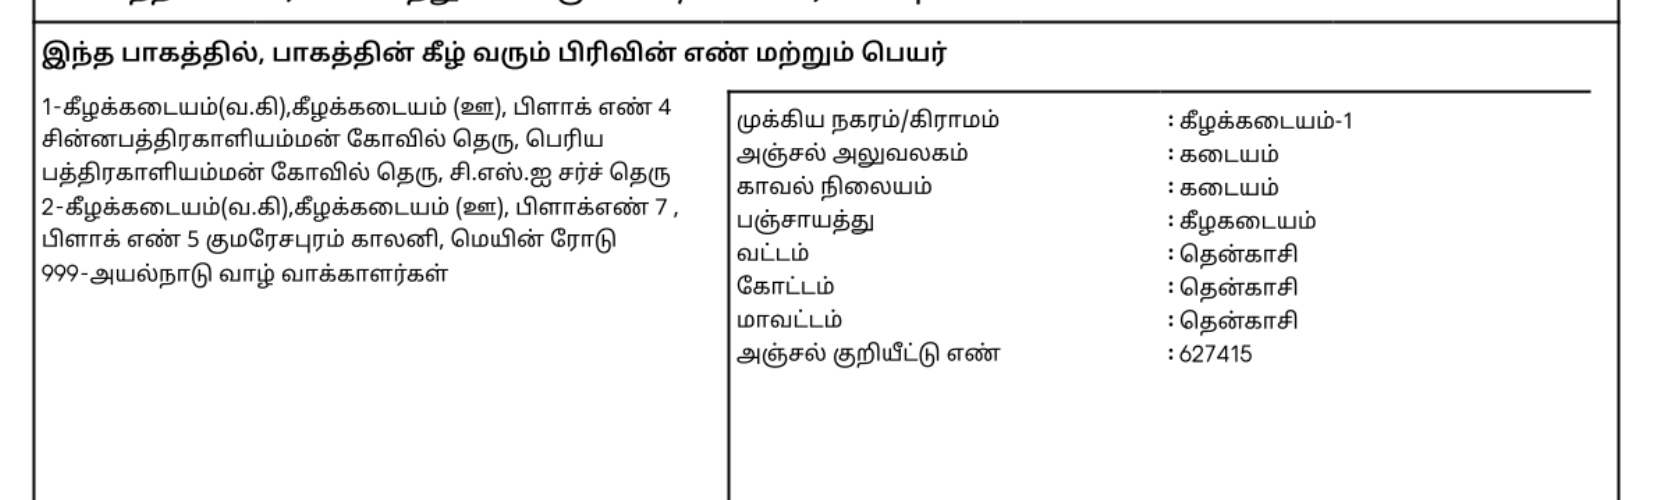 இந்த பாகத்தில், பாகத்தின் கீழ் வரும் பிரிவின் எண் மற்றும் பெயர்
1-கீழக்கடையம்(வ.கி),கீழக்கடையம் (ஊ), பிளாக் எண் 4
சின்னபத்திரகாளியம்மன் கோவில் தெரு, பெரிய
பத்திரகாளியம்மன் கோவில் தெரு, சி.எஸ்.ஐ சர்ச் தெரு
2-கீழக்கடையம்(வ.கி),கீழக்கடையம் (ஊ), பிளாக்எண் 7 ,
பிளாக் எண் 5 குமரேசபுரம் காலனி, மெயின் ரோடு
999-அயல்நாடு வாழ் வாக்காளர்கள்
முக்கிய நகரம்/கிராமம் : கீழக்கடையம்-1
அஞ்சல் அலுவலகம் : கடையம்
காவல் நிலையம் : கடையம்
பஞ்சாயத்து : கீழகடையம்
வட்டம் : தென்காசி
கோட்டம் : தென்காசி
மாவட்டம் : தென்காசி
அஞ்சல் குறியீட்டு எண் : 627415